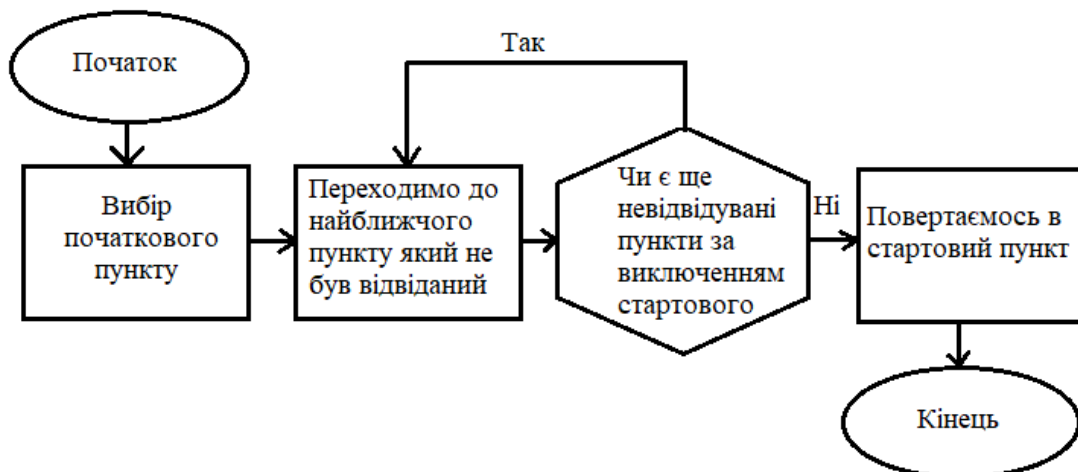 Початок
Так
Вибір
початкового
пункту
Переходимо до
найближчого
пункту який не
був відвіданий
Чи є ще
невідвідувані
пункти за
виключенням
стартового
Ні
Повертаємось в
стартовий пункт
Кінець